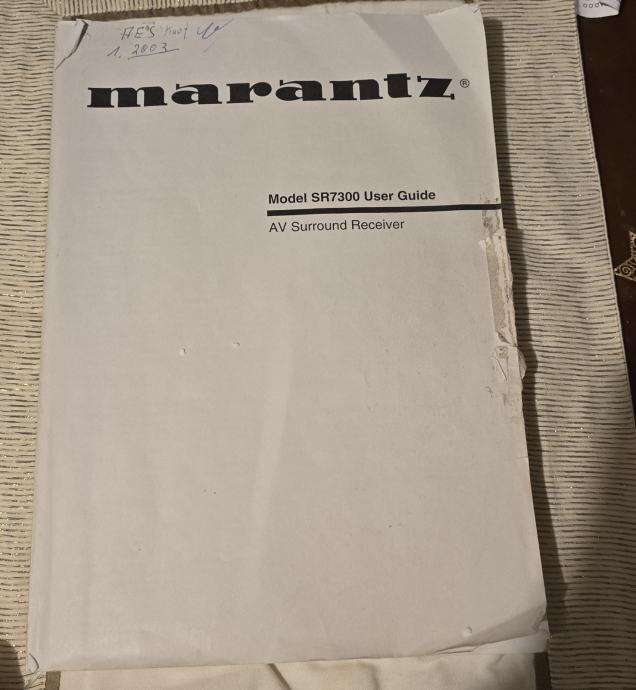 1. 2003
marantz®
Model SR7300 User Guide
AV Surround Receiver